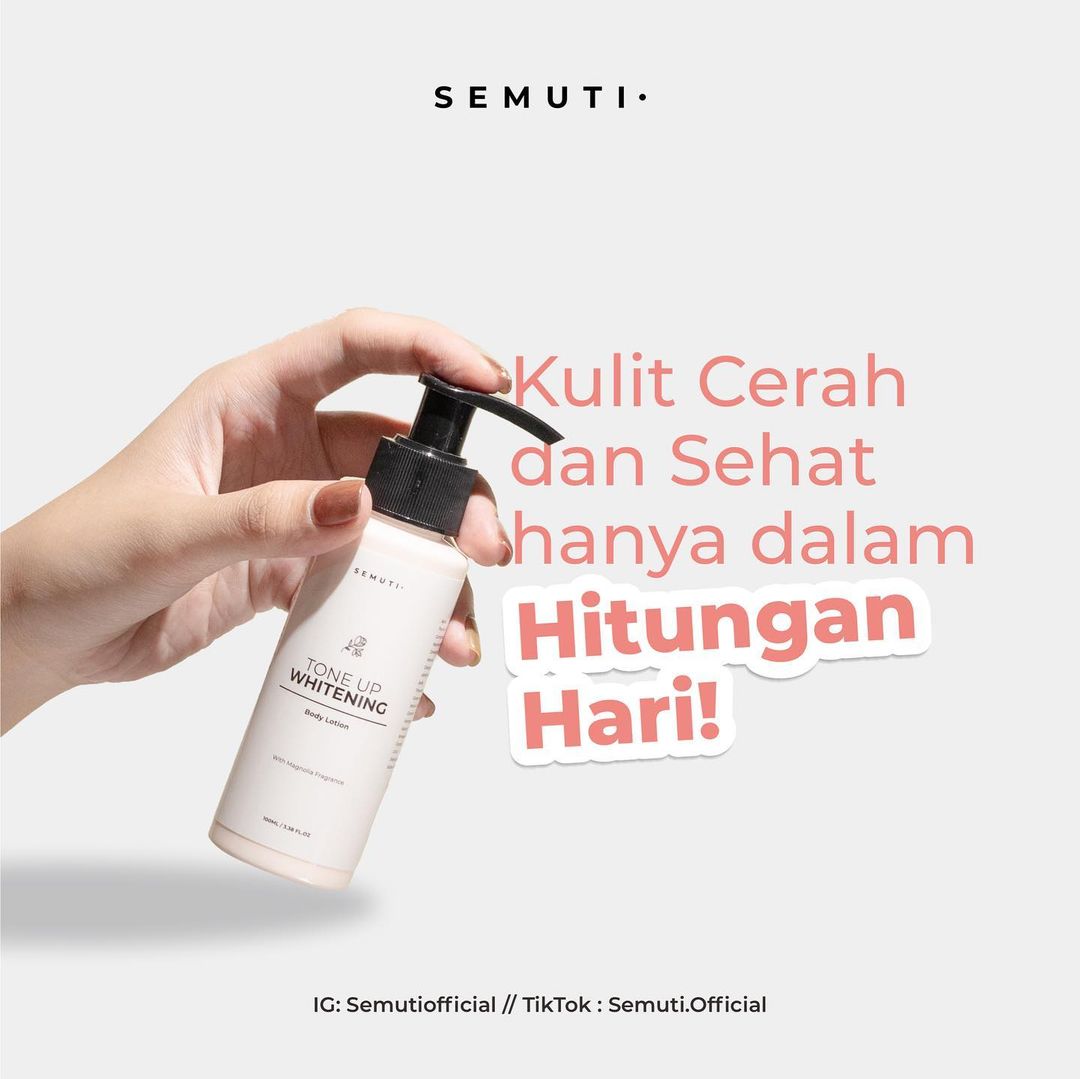 SEMUTI·
Kulit Cerah
dan Sehat
hanya dalam
Hitungan
Hari!
SEMUTI·
TONE UP
WHITENING
Body Lotion
With Magnolia Fragrance
100ML / 3.38 FL.OZ
IG: Semutiofficial // TikTok : Semuti.Official